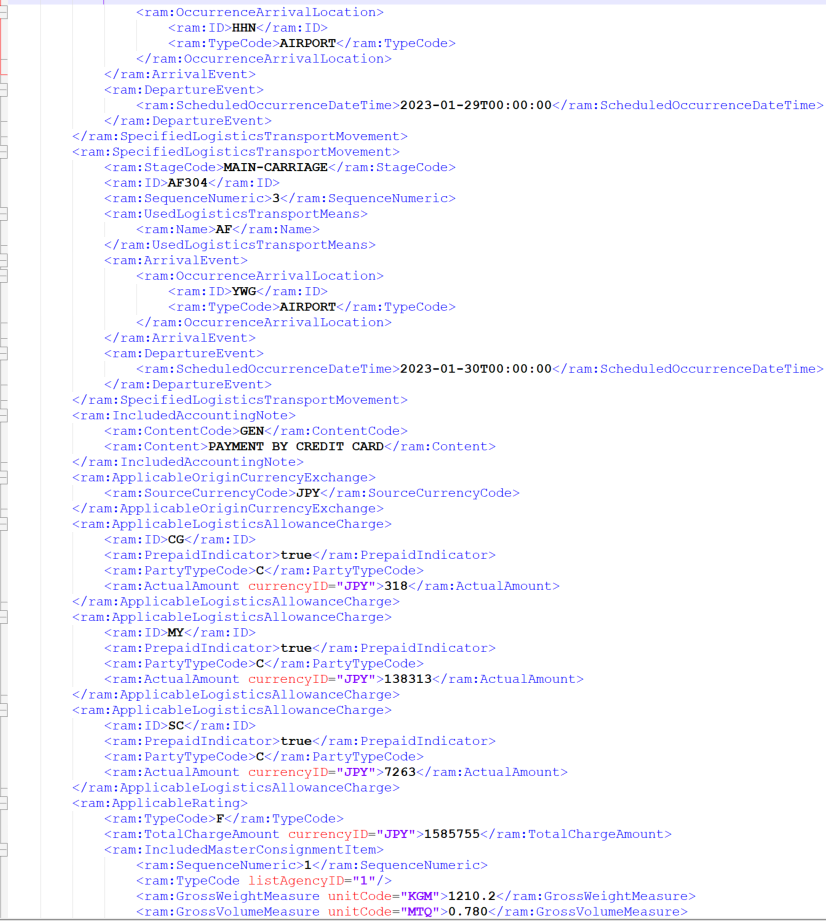 <ram:OccurrenceArrivalLocation>
<ram:ID>HHN</ram:ID>
<ram:TypeCode>AIRPORT</ram:TypeCode>
</ram:OccurrenceArrivalLocation>
</ram:ArrivalEvent>
<ram:DepartureEvent>
<ram:ScheduledOccurrenceDateTime>2023-01-29T00:00:00</ram:ScheduledOccurrenceDateTime>
</ram:DepartureEvent>
</ram:SpecifiedLogisticsTransportMovement>
<ram:SpecifiedLogisticsTransportMovement>
<ram:StageCode>MAIN-CARRIAGE</ram:StageCode>
<ram:ID>AF304</ram:ID>
<ram:SequenceNumeric>3</ram:SequenceNumeric>
<ram:UsedLogisticsTransportMeans>
<ram:Name>AF</ram:Name>
</ram:UsedLogisticsTransportMeans>
<ram:ArrivalEvent>
<ram:OccurrenceArrivalLocation>
<ram:ID>YWG</ram:ID>
<ram:TypeCode>AIRPORT</ram:TypeCode>
</ram:OccurrenceArrivalLocation>
</ram:ArrivalEvent>
<ram:DepartureEvent>
<ram:ScheduledOccurrenceDateTime>2023-01-30T00:00:00</ram:ScheduledOccurrenceDateTime>
</ram:DepartureEvent>
</ram:SpecifiedLogisticsTransportMovement>
<ram:IncludedAccountingNote>
<ram:ContentCode>GEN</ram:ContentCode>
<ram:Content>PAYMENT BY CREDIT CARD</ram:Content>
</ram:IncludedAccountingNote>
<ram:ApplicableOriginCurrencyExchange>
<ram:SourceCurrencyCode>JPY</ram:SourceCurrencyCode>
</ram:ApplicableOriginCurrencyExchange>
<ram:ApplicableLogisticsAllowanceCharge>
<ram:ID>CG</ram:ID>
<ram:PrepaidIndicator>true</ram:PrepaidIndicator>
<ram:PartyTypeCode>C</ram:PartyTypeCode>
<ram:ActualAmount currencyID="JPY">318</ram:ActualAmount>
</ram:ApplicableLogisticsAllowanceCharge>
<ram:ApplicableLogisticsAllowanceCharge>
<ram:ID>MY</ram:ID>
<ram:PrepaidIndicator>true</ram:PrepaidIndicator>
<ram:PartyTypeCode>C</ram:PartyTypeCode>
<ram:ActualAmount currencyID="JPY">138313</ram:ActualAmount>
</ram:ApplicableLogisticsAllowanceCharge>
<ram:ApplicableLogisticsAllowanceCharge>
<ram:ID>SC</ram:ID>
<ram:PrepaidIndicator>true</ram:PrepaidIndicator>
<ram:PartyTypeCode>C</ram:PartyTypeCode>
<ram:ActualAmount currencyID="JPY">7263</ram:ActualAmount>
</ram:ApplicableLogisticsAllowanceCharge>
<ram:ApplicableRating>
<ram:TypeCode>F</ram:TypeCode>
<ram:TotalChargeAmount currencyID="JPY">1585755</ram:TotalChargeAmount>
<ram:IncludedMasterConsignmentItem>
<ram:SequenceNumeric>1</ram:SequenceNumeric>
<ram:TypeCode listAgencyID="1"/>
<ram:GrossWeightMeasure unitCode="KGM">1210.2</ram:GrossWeightMeasure>
<ram:GrossVolumeMeasure unitCode="MTQ">0.780</ram:GrossVolumeMeasure>